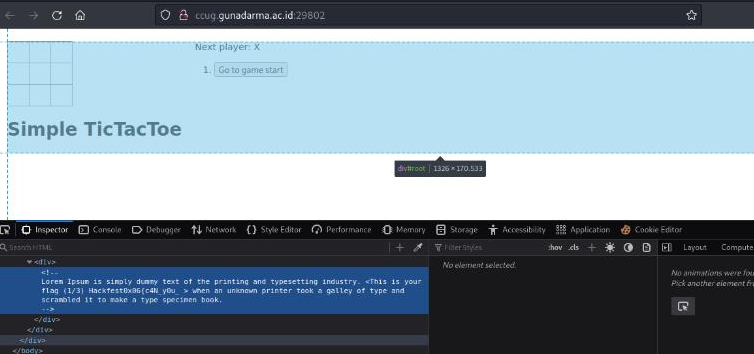 ccug.gunadarma.ac.id:29802
Next player: X
1. Go to game start
Simple TicTacToe
div#root | 1326 × 170.533
Inspector Console Debugger Network Style Editor Performance Memory Storage Accessibility Application Cookie Editor
Search HTML
Filter Styles :hov .cls Layout Compute
<div>
<!--
Lorem Ipsum is simply dummy text of the printing and typesetting industry. <This is your
flag (1/3) Hackfest0x06{c4N_y0u_ > when an unknown printer took a galley of type and
scrambled it to make a type specimen book.
-->
</div>
</div>
</div>
</body>
No element selected.
No animations were fou
Pick another element fr